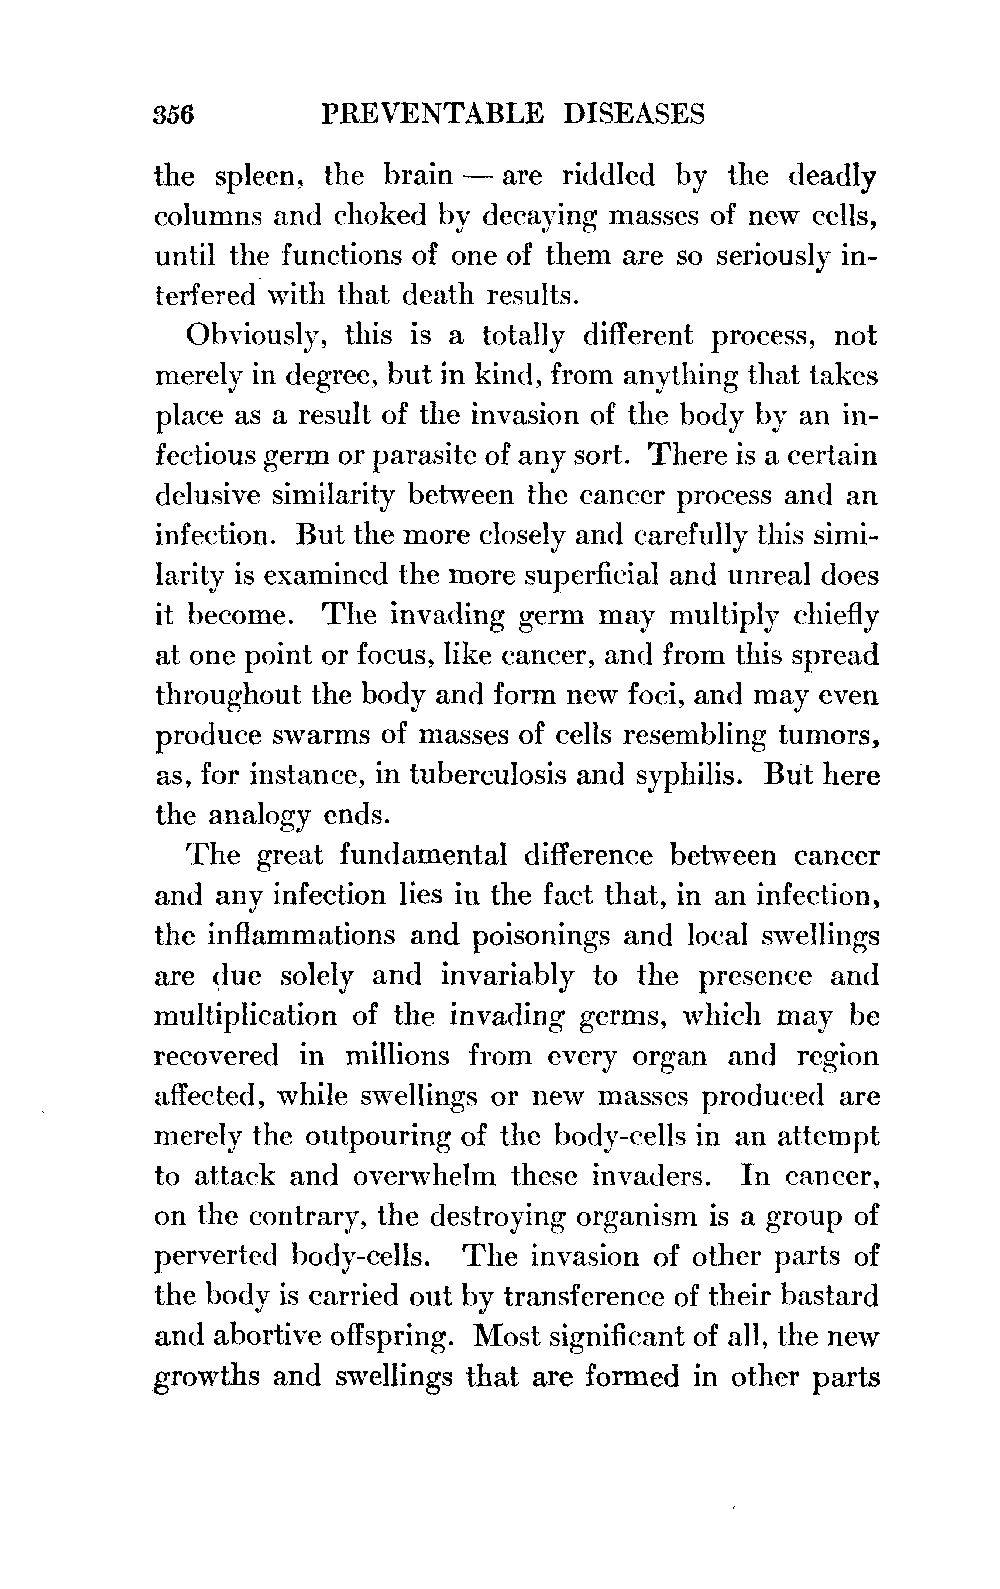 356 PREVENTABLE DISEASES
the spleen, the brain — are riddled by the deadly
columns and choked by decaying masses of new cells,
until the functions of one of them are so seriously in-
terfered with that death results.
Obviously, this is a totally different process, not
merely in degree, but in kind, from anything that takes
place as a result of the invasion of the body by an in-
fectious germ or parasite of any sort. There is a certain
delusive similarity between the cancer process and an
infection. But the more closely and carefully this simi-
larity is examined the more superficial and unreal does
it become. The invading germ may multiply chiefly
at one point or focus, like cancer, and from this spread
throughout the body and form new foci, and may even
produce swarms of masses of cells resembling tumors,
as, for instance, in tuberculosis and syphilis. But here
the analogy ends.
The great fundamental difference between cancer
and any infection lies in the fact that, in an infection,
the inflammations and poisonings and local swellings
are due solely and invariably to the presence and
multiplication of the invading germs, which may be
recovered in millions from every organ and region
affected, while swellings or new masses produced are
merely the outpouring of the body-cells in an attempt
to attack and overwhelm these invaders. In cancer,
on the contrary, the destroying organism is a group of
perverted body-cells. The invasion of other parts of
the body is carried out by transference of their bastard
and abortive offspring. Most significant of all, the new
growths and swellings that are formed in other parts